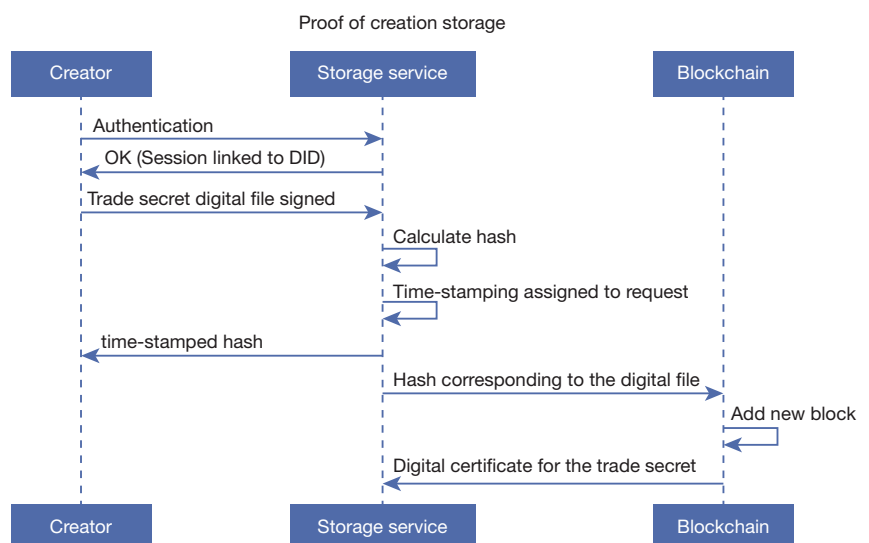 Proof of creation storage
Creator
Storage service
Blockchain
Authentication
OK (Session linked to DID)
Trade secret digital file signed
Calculate hash
Time-stamping assigned to request
time-stamped hash
Hash corresponding to the digital file
Add new block
Digital certificate for the trade secret
Creator
Storage service
Blockchain